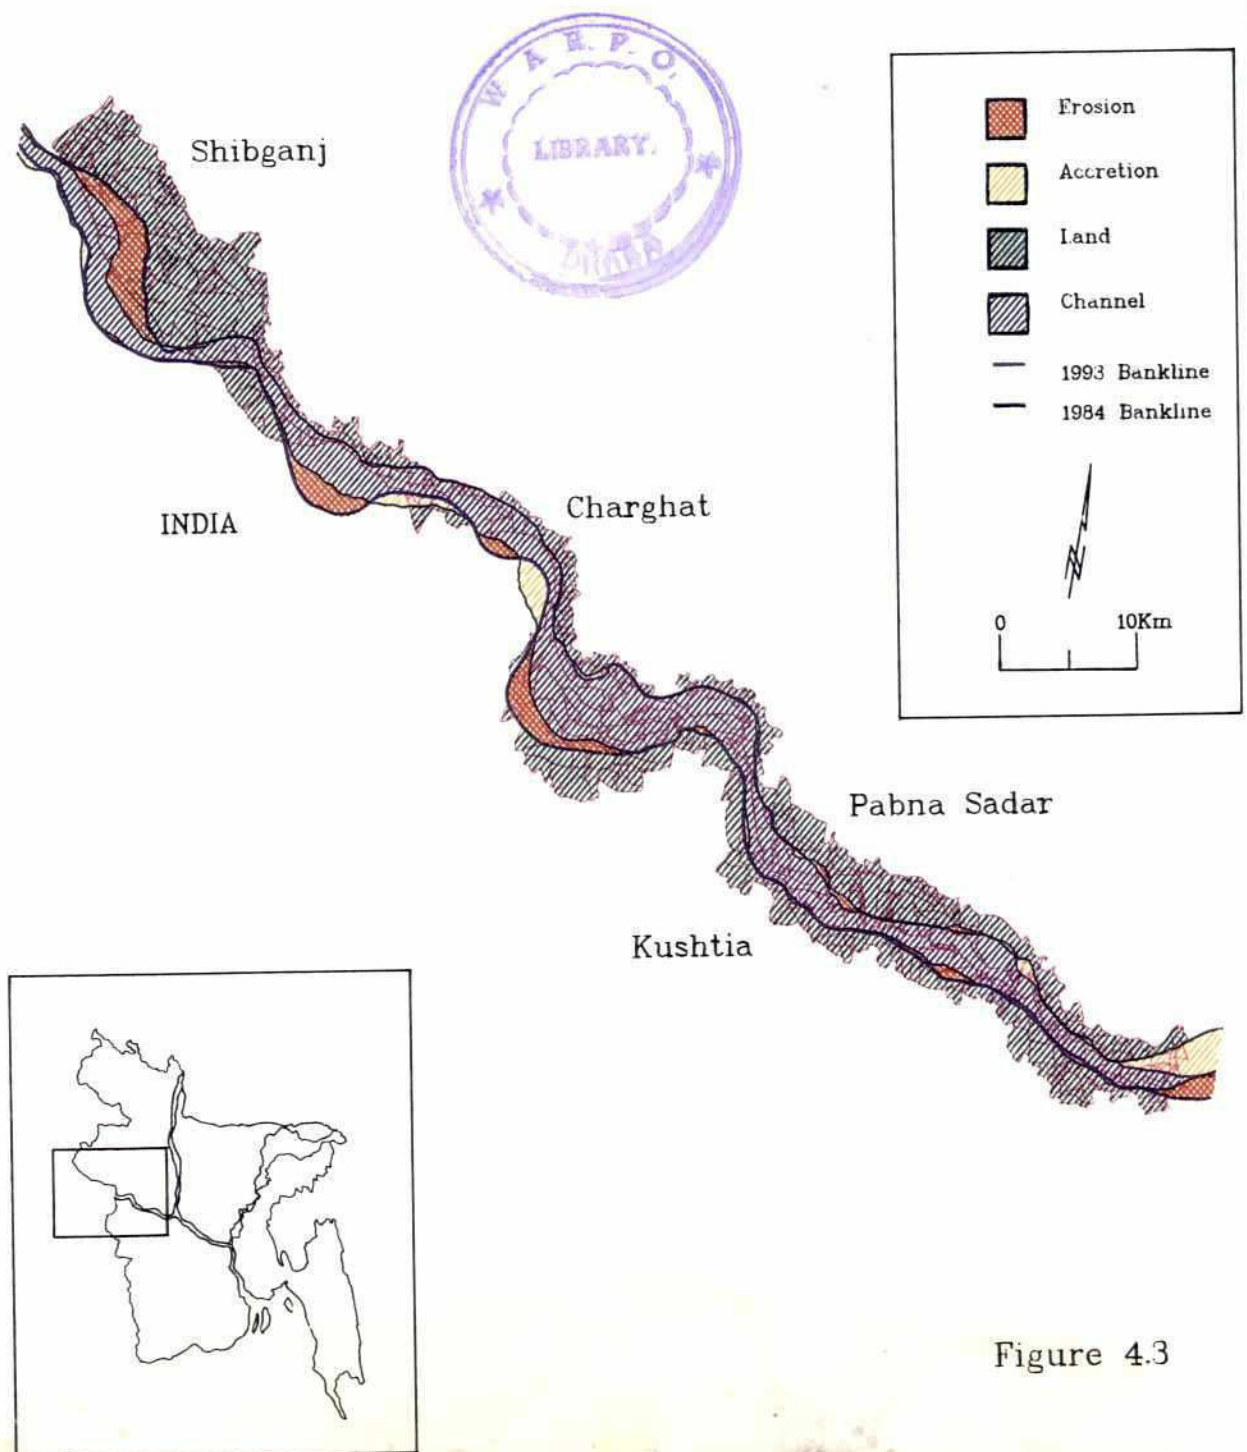 W A R. P. O.
LIBRARY.
Shibganj
INDIA
Charghat
Pabna Sadar
Kushtia
Erosion
Accretion
Land
Channel
1993 Bankline
1984 Bankline
0 10Km
Figure 4.3